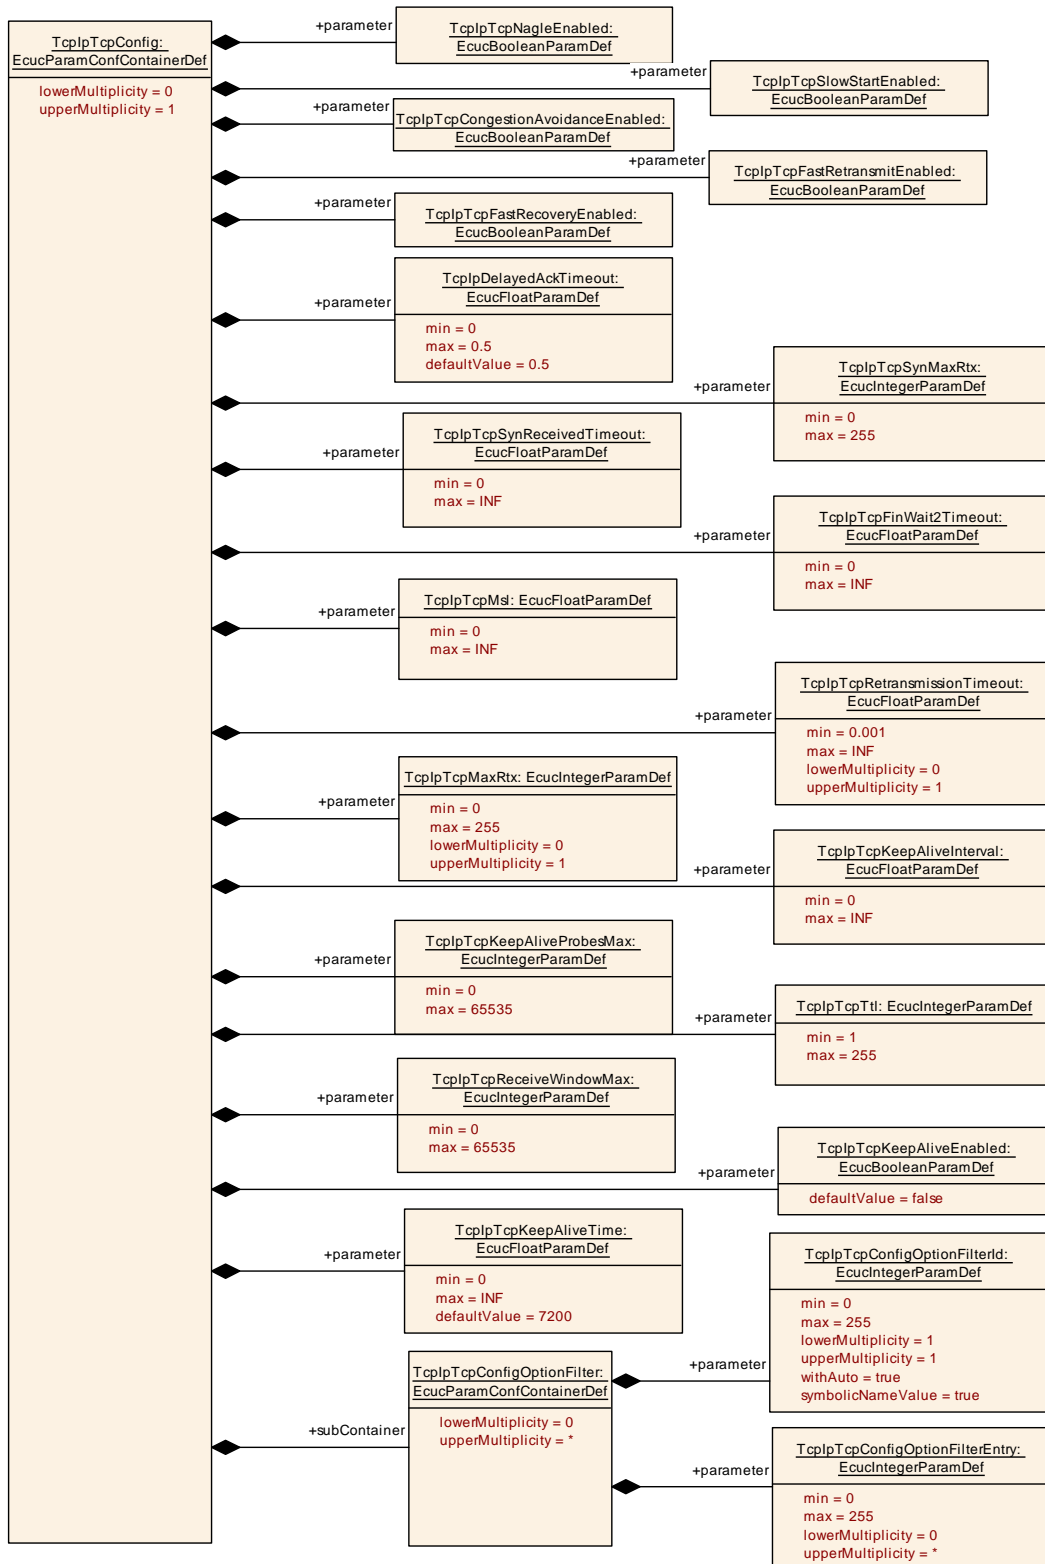 TcpIpTcpConfig:
EcucParamConfContainerDef
lowerMultiplicity = 0
upperMultiplicity = 1
+parameter
TcpIpTcpNagleEnabled:
EcucBooleanParamDef
+parameter
TcpIpTcpSlowStartEnabled:
EcucBooleanParamDef
+parameter
TcpIpTcpCongestionAvoidanceEnabled:
EcucBooleanParamDef
+parameter
TcpIpTcpFastRetransmitEnabled:
EcucBooleanParamDef
+parameter
TcpIpTcpFastRecoveryEnabled:
EcucBooleanParamDef
+parameter
TcpIpDelayedAckTimeout:
EcucFloatParamDef
min = 0
max = 0.5
defaultValue = 0.5
+parameter
TcpIpTcpSynMaxRtx:
EcucIntegerParamDef
min = 0
max = 255
+parameter
TcpIpTcpSynReceivedTimeout:
EcucFloatParamDef
min = 0
max = INF
+parameter
TcpIpTcpFinWait2Timeout:
EcucFloatParamDef
min = 0
max = INF
+parameter
TcpIpTcpMsl: EcucFloatParamDef
min = 0
max = INF
+parameter
TcpIpTcpRetransmissionTimeout:
EcucFloatParamDef
min = 0.001
max = INF
lowerMultiplicity = 0
upperMultiplicity = 1
+parameter
TcpIpTcpMaxRtx: EcucIntegerParamDef
min = 0
max = 255
lowerMultiplicity = 0
upperMultiplicity = 1
+parameter
TcpIpTcpKeepAliveInterval:
EcucFloatParamDef
min = 0
max = INF
+parameter
TcpIpTcpKeepAliveProbesMax:
EcucIntegerParamDef
min = 0
max = 65535
+parameter
TcpIpTcpTtl: EcucIntegerParamDef
min = 1
max = 255
+parameter
TcpIpTcpReceiveWindowMax:
EcucIntegerParamDef
min = 0
max = 65535
+parameter
TcpIpTcpKeepAliveEnabled:
EcucBooleanParamDef
defaultValue = false
+parameter
TcpIpTcpKeepAliveTime:
EcucFloatParamDef
min = 0
max = INF
defaultValue = 7200
+parameter
TcpIpTcpConfigOptionFilterId:
EcucIntegerParamDef
min = 0
max = 255
lowerMultiplicity = 1
upperMultiplicity = 1
withAuto = true
symbolicNameValue = true
+subContainer
TcpIpTcpConfigOptionFilter:
EcucParamConfContainerDef
lowerMultiplicity = 0
upperMultiplicity = *
+parameter
TcpIpTcpConfigOptionFilterEntry:
EcucIntegerParamDef
min = 0
max = 255
lowerMultiplicity = 0
upperMultiplicity = *